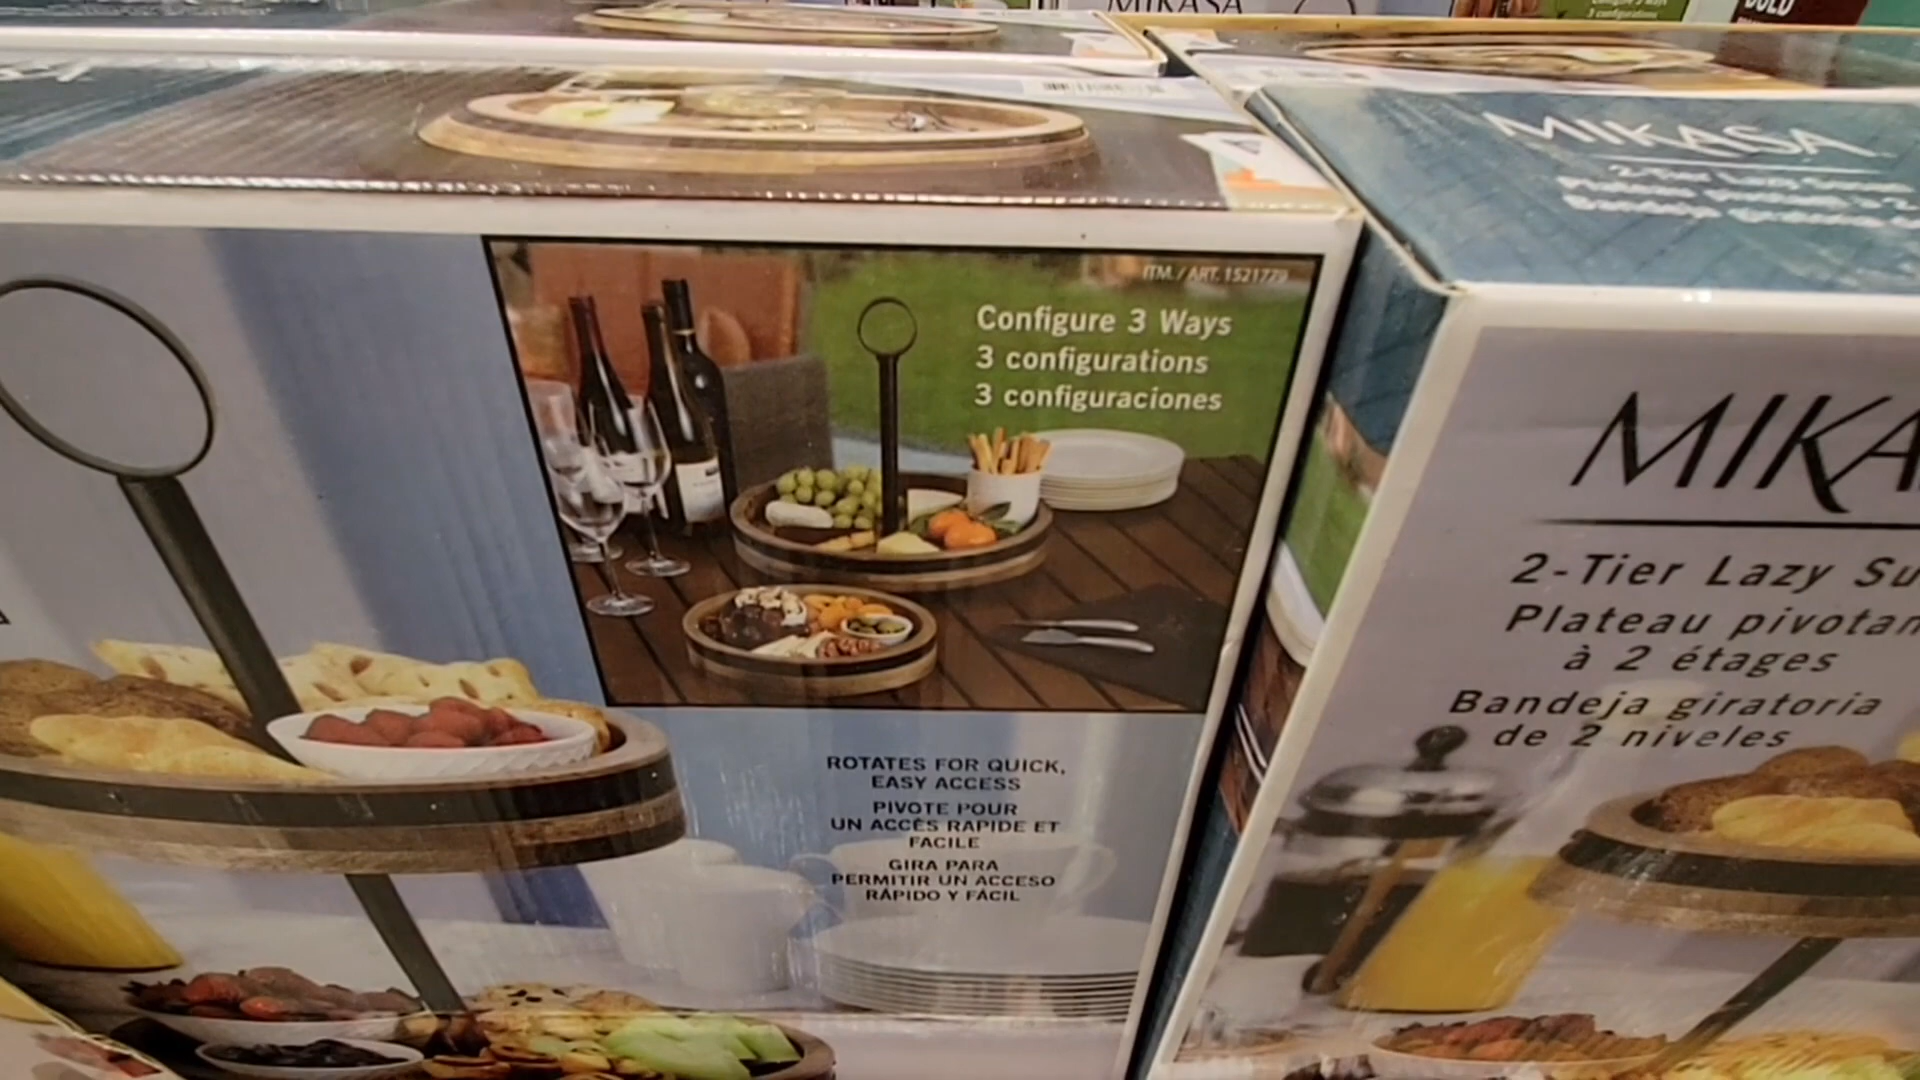 MIKASA
MIKASA
ITM. / ART. 1521779
Configure 3 Ways
3 configurations
3 configuraciones
ROTATES FOR QUICK,
EASY ACCESS
PIVOTE POUR
UN ACCÈS RAPIDE ET
FACILE
GIRA PARA
PERMITIR UN ACCESO
RÁPIDO Y FÁCIL
MIKA
2-Tier Lazy Su
Plateau pivotan
à 2 étages
Bandeja giratoria
de 2 niveles